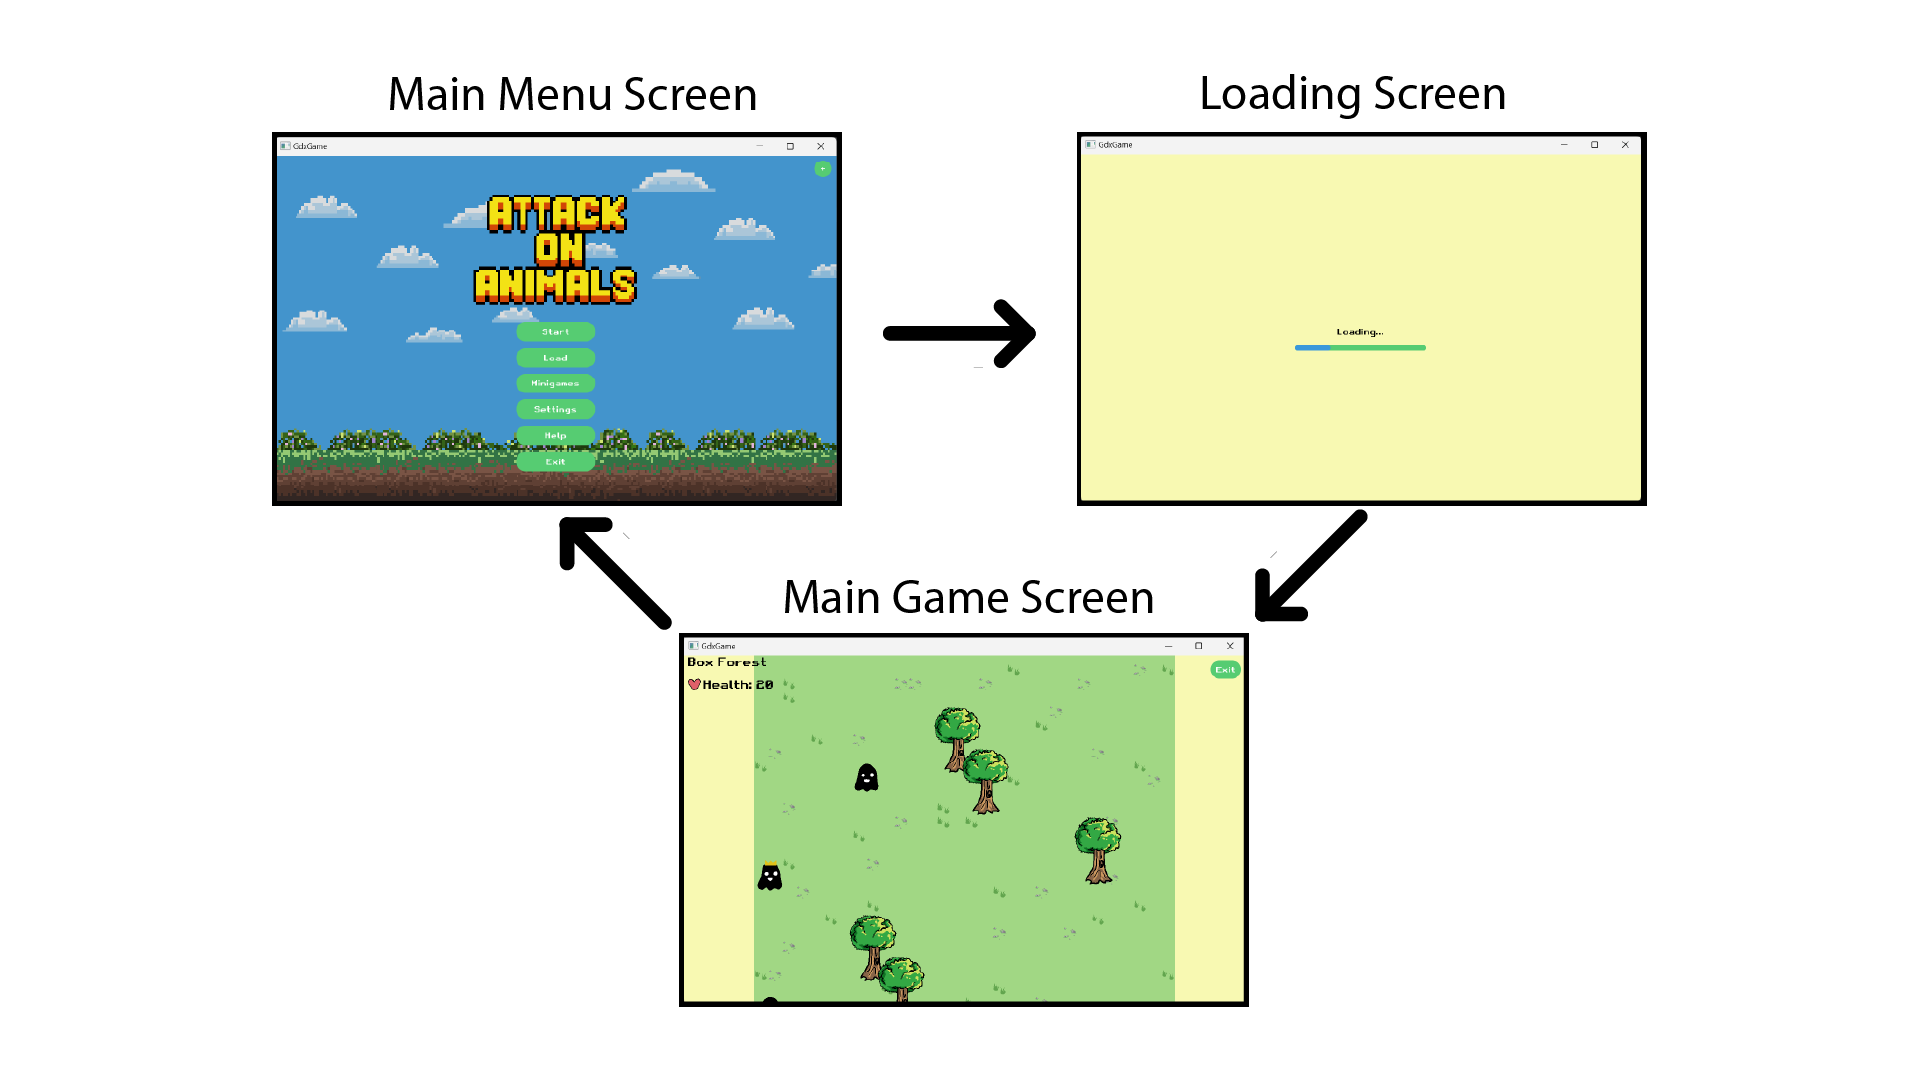 Main Menu Screen
GdxGame
ATTACK
ON
ANIMALS
Start
Load
Minigames
Settings
Help
Exit
Loading Screen
GdxGame
Loading...
Main Game Screen
GdxGame
Box Forest
Health: 20
Exit